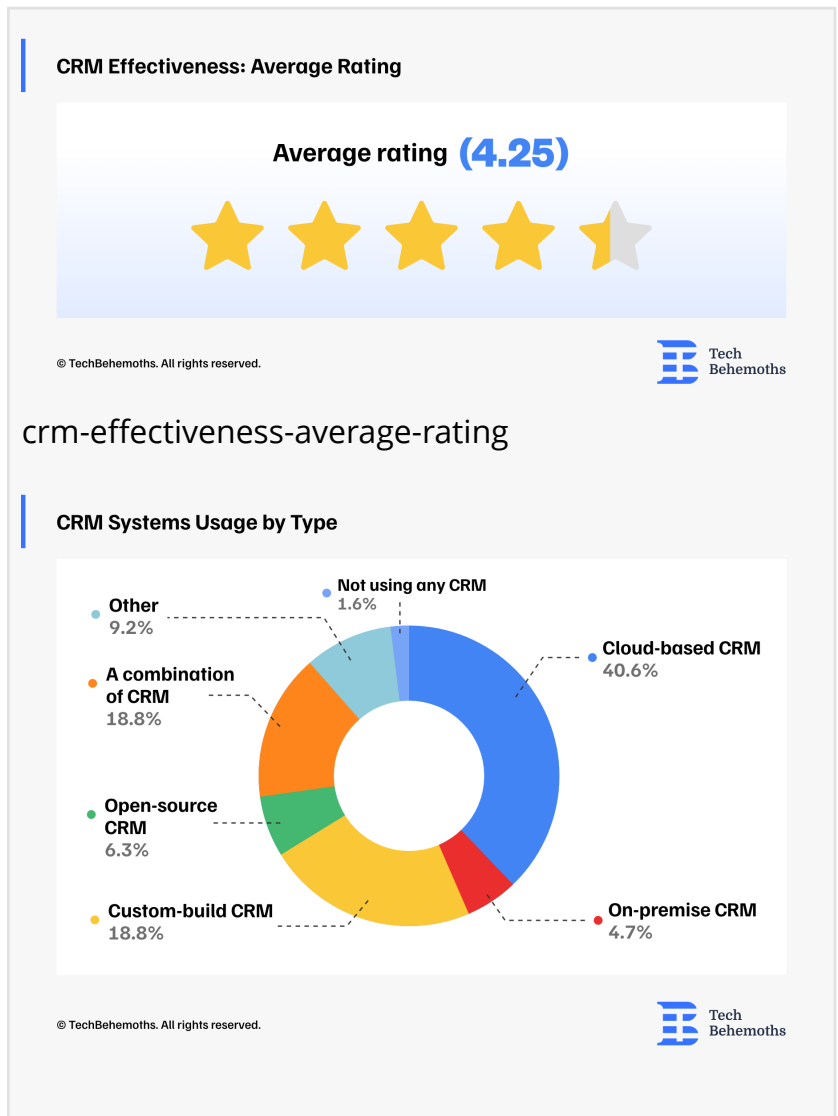 CRM Effectiveness: Average Rating
Average rating (4.25)
© TechBehemoths. All rights reserved.
Tech
Behemoths
crm-effectiveness-average-rating
CRM Systems Usage by Type
Not using any CRM
1.6%
Other
9.2%
Cloud-based CRM
40.6%
A combination
of CRM
18.8%
Open-source
CRM
6.3%
Custom-build CRM
18.8%
On-premise CRM
4.7%
© TechBehemoths. All rights reserved.
Tech
Behemoths